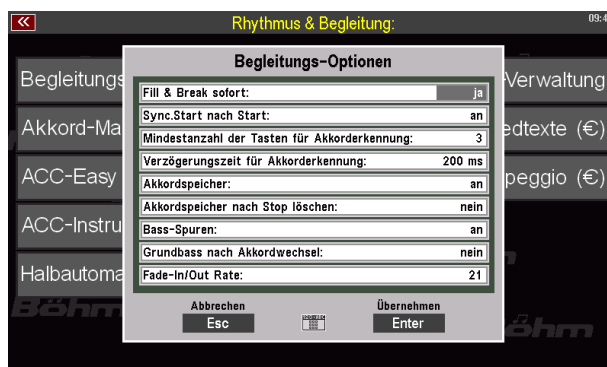 Rhythmus & Begleitung:
09:4
Begleitungs-Optionen
Begleitungs
Verwaltung
Fill & Break sofort: ja
Sync.Start nach Start: an
Akkord-Ma
edtexte (€)
Mindestanzahl der Tasten für Akkorderkennung: 3
Verzögerungszeit für Akkorderkennung: 200 ms
ACC-Easy
peggio (€)
Akkordspeicher: an
Akkordspeicher nach Stop löschen: nein
ACC-Instru
Bass-Spuren: an
Grundbass nach Akkordwechsel: nein
Halbautoma
Fade-In/Out Rate: 21
Abbrechen
Übernehmen
Esc
Enter
Böhm
öhm